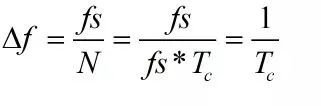 Δf = fs/N = fs/(fs*T_c) = 1/T_c